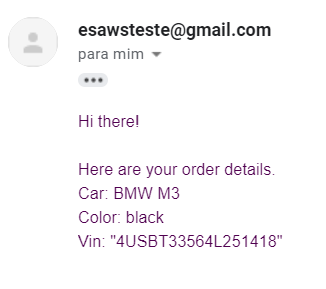 esawsteste@gmail.com
para mim
Hi there!
Here are your order details.
Car: BMW M3
Color: black
Vin: "4USBT33564L251418"